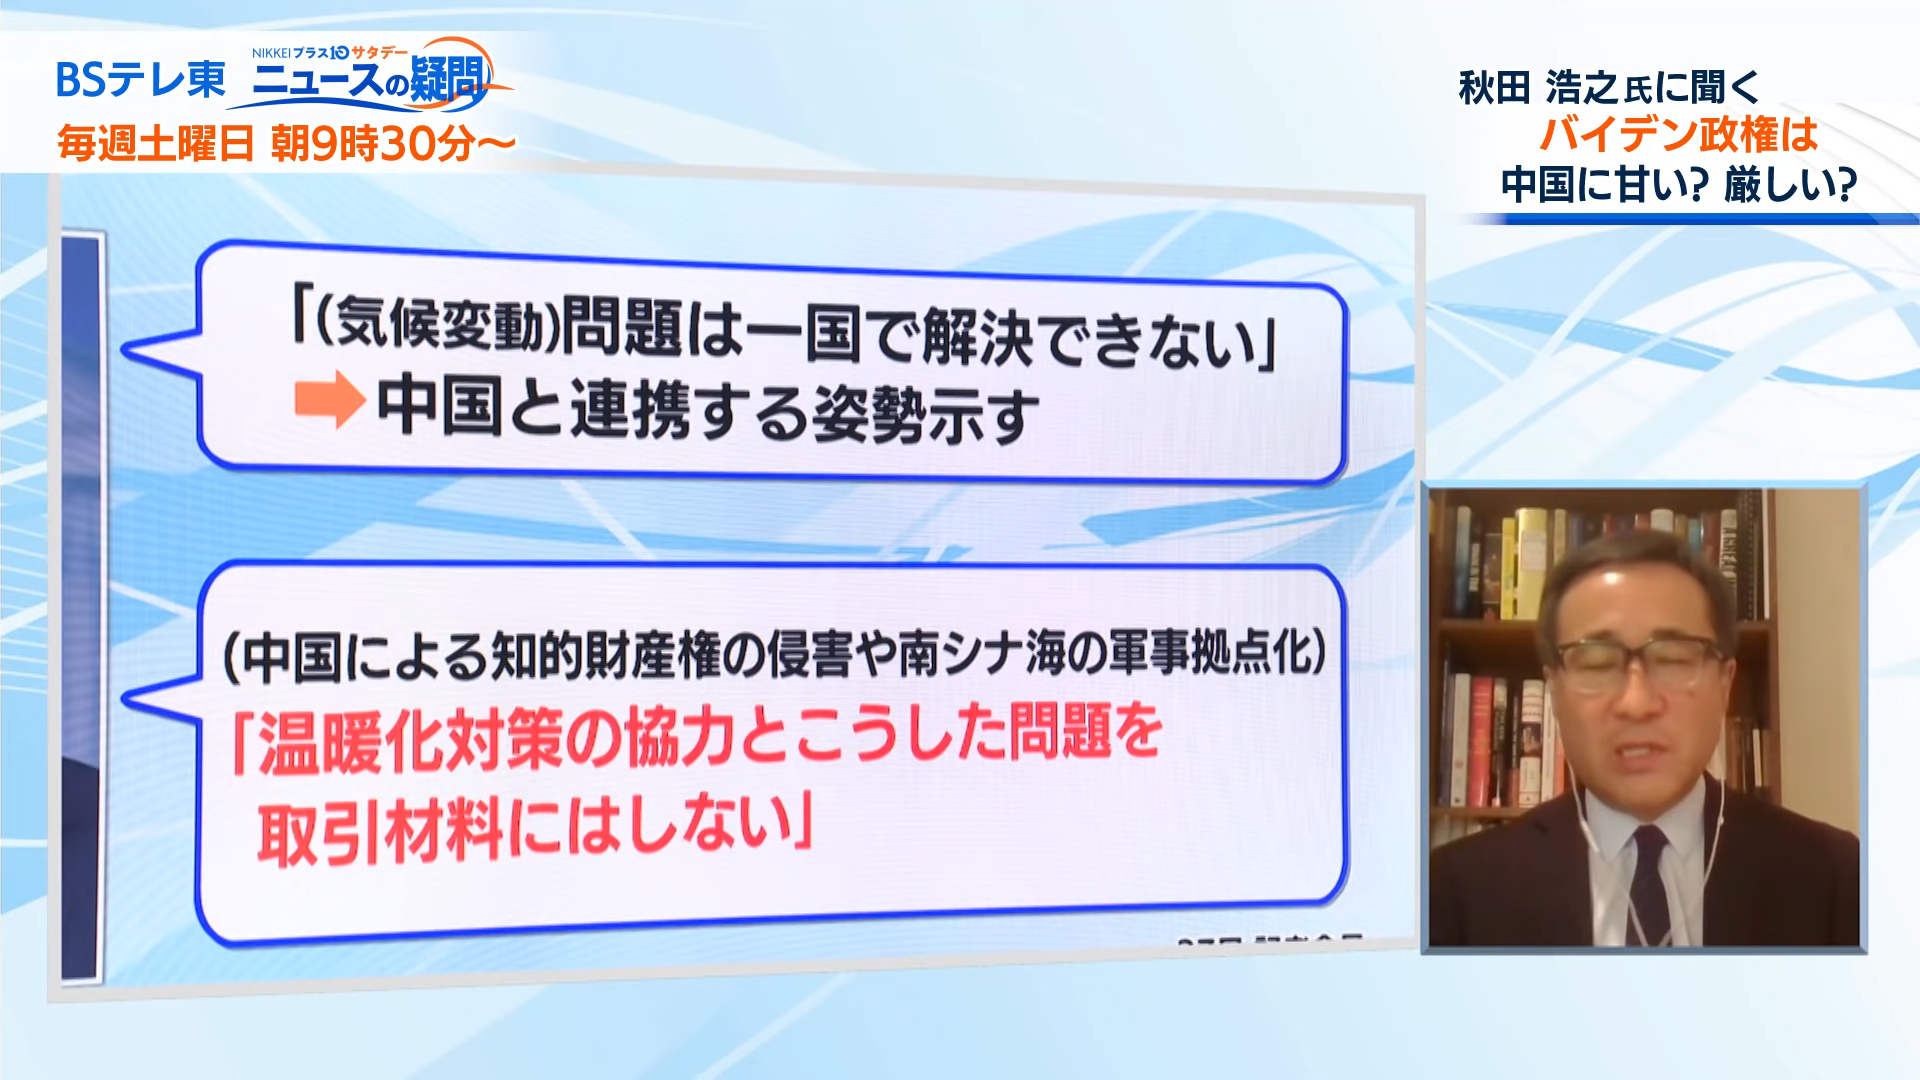 BSテレ東
NIKKEIプラス10サタデー
ニュースの疑問
毎週土曜日 朝9時30分〜
秋田 浩之氏に聞く
バイデン政権は
中国に甘い? 厳しい?
「(気候変動)問題は一国で解決できない」
➡中国と連携する姿勢示す
(中国による知的財産権の侵害や南シナ海の軍事拠点化)
「温暖化対策の協力とこうした問題を
取引材料にはしない」